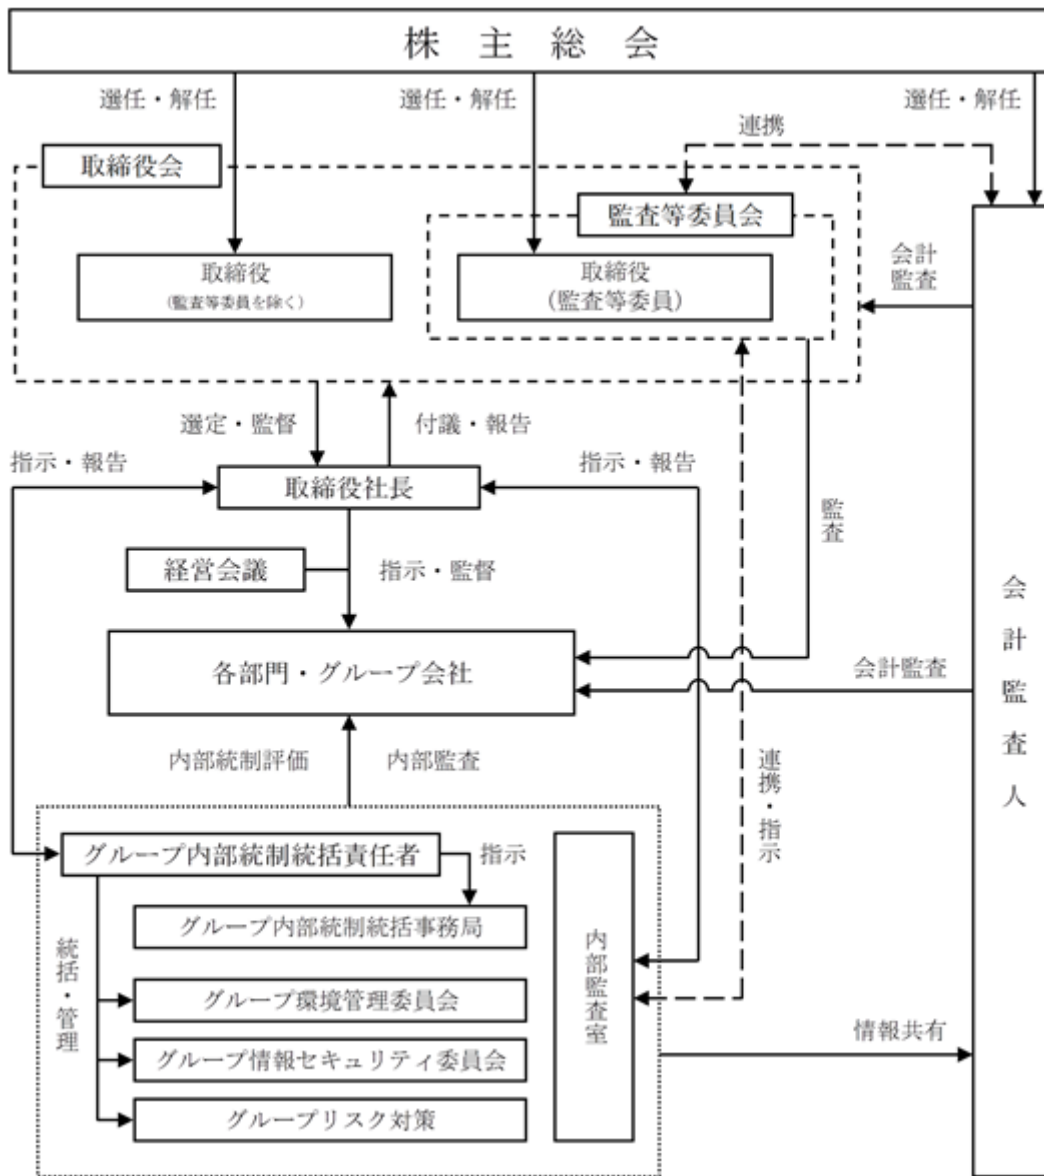 株主総会
選任・解任
選任・解任
選任・解任
連携
取締役会
監査等委員会
取締役
(監査等委員を除く)
取締役
(監査等委員)
会計
監査
選定・監督
付議・報告
指示・報告
指示・報告
取締役社長
監査
経営会議
指示・監督
会計監査人
各部門・グループ会社
会計監査
内部統制評価
内部監査
連携・指示
グループ内部統制統括責任者
指示
グループ内部統制統括事務局
統括・管理
内部監査室
グループ環境管理委員会
グループ情報セキュリティ委員会
情報共有
グループリスク対策